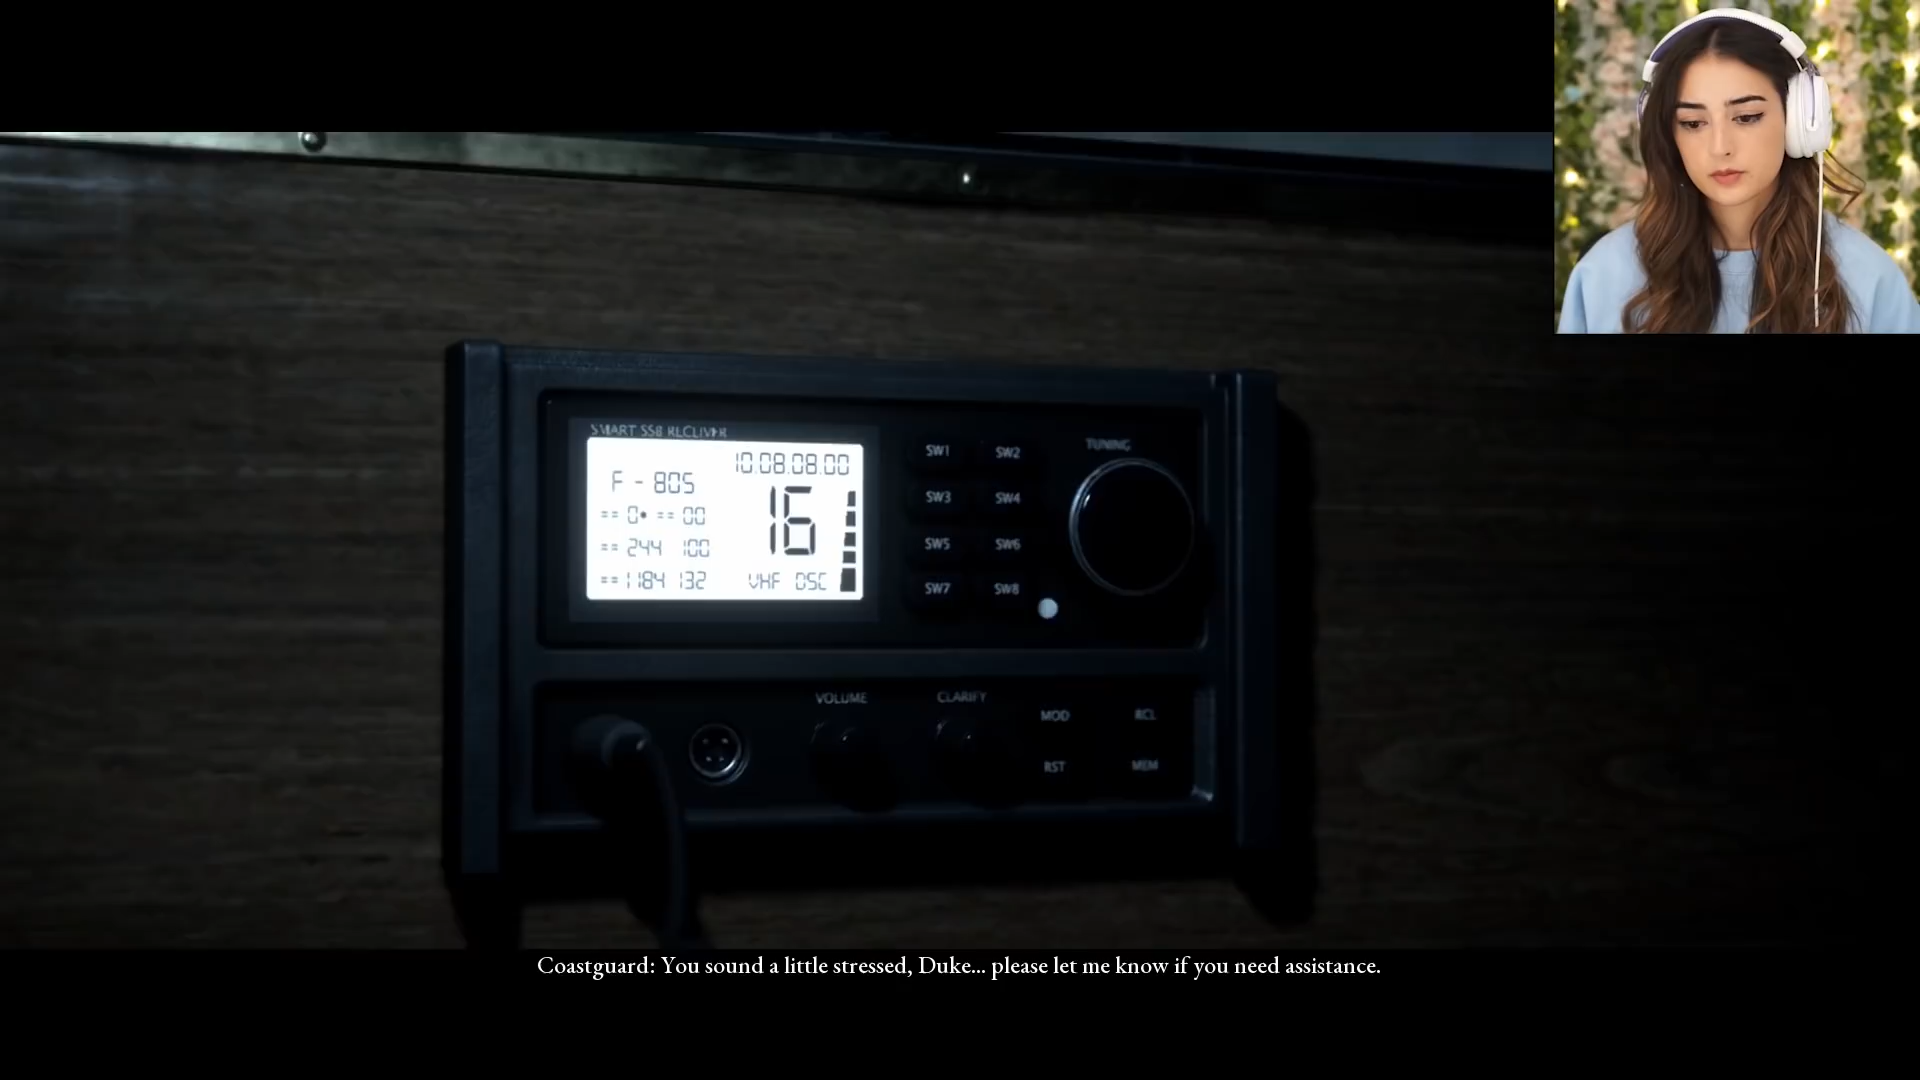 SMART SSB RECEIVER
10.08.08.00
F - 805
16
== 0• == 00
== 244 100
== 1184 132
VHF DSC
SW1 SW2
SW3 SW4
SW5 SW6
SW7 SW8
TUNING
VOLUME CLARIFY
MOD RCL
RST MEM
Coastguard: You sound a little stressed, Duke... please let me know if you need assistance.